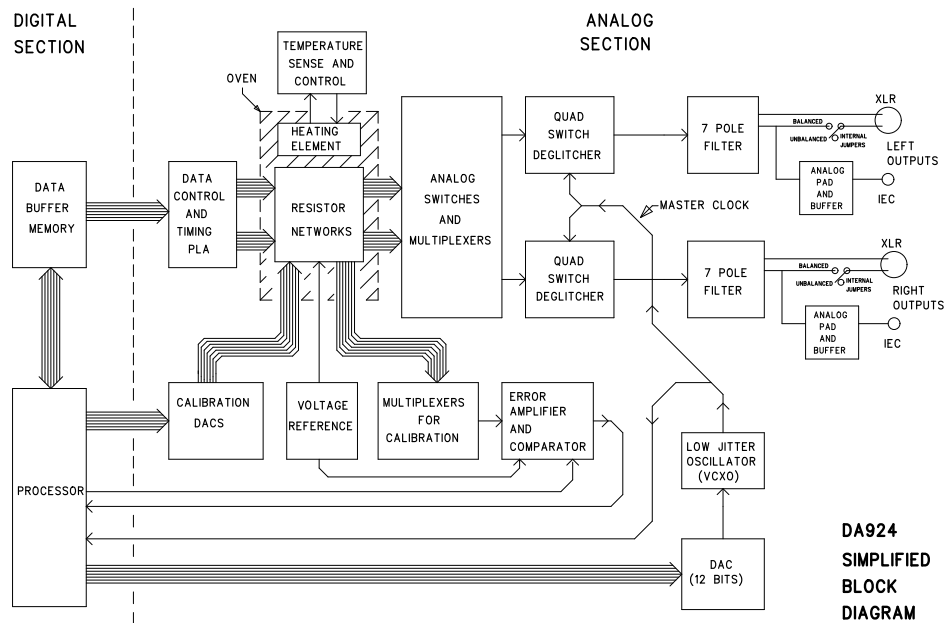 DIGITAL
SECTION
ANALOG
SECTION
TEMPERATURE
SENSE AND
CONTROL
OVEN
HEATING
ELEMENT
DATA
BUFFER
MEMORY
DATA
CONTROL
AND
TIMING
PLA
RESISTOR
NETWORKS
ANALOG
SWITCHES
AND
MULTIPLEXERS
QUAD
SWITCH
DEGLITCHER
7 POLE
FILTER
XLR
BALANCED
UNBALANCED
INTERNAL
JUMPERS
LEFT
OUTPUTS
ANALOG
PAD
AND
BUFFER
IEC
MASTER CLOCK
QUAD
SWITCH
DEGLITCHER
7 POLE
FILTER
XLR
BALANCED
UNBALANCED
INTERNAL
JUMPERS
RIGHT
OUTPUTS
ANALOG
PAD
AND
BUFFER
IEC
PROCESSOR
CALIBRATION
DACS
VOLTAGE
REFERENCE
MULTIPLEXERS
FOR
CALIBRATION
ERROR
AMPLIFIER
AND
COMPARATOR
LOW JITTER
OSCILLATOR
(VCXO)
DAC
(12 BITS)
DA924
SIMPLIFIED
BLOCK
DIAGRAM